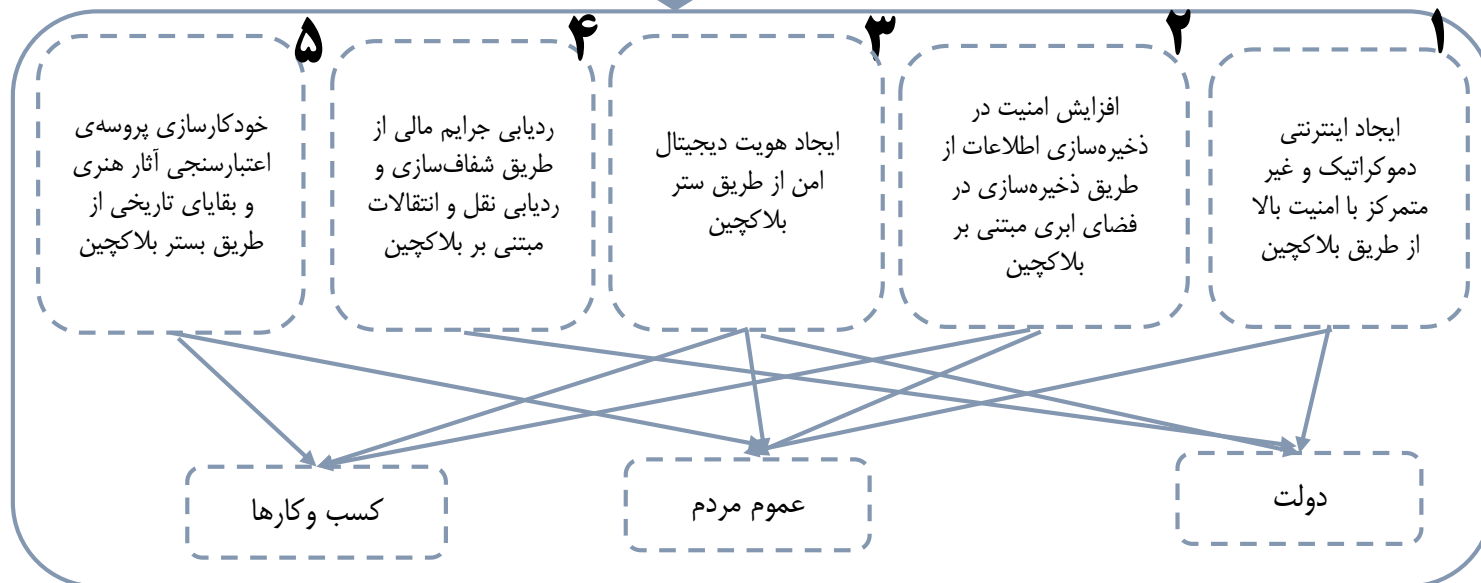 ۱
ایجاد اینترنتی
دموکراتیک و غیر
متمرکز با امنیت بالا
از طریق بلاکچین
۲
افزایش امنیت در
ذخیره‌سازی اطلاعات از
طریق ذخیره‌سازی در
فضای ابری مبتنی بر
بلاکچین
۳
ایجاد هویت دیجیتال
امن از طریق ستر
بلاکچین
۴
ردیابی جرایم مالی از
طریق شفاف‌سازی و
ردیابی نقل و انتقالات
مبتنی بر بلاکچین
۵
خودکارسازی پروسه‌ی
اعتبارسنجی آثار هنری
و بقایای تاریخی از
طریق بستر بلاکچین
دولت
عموم مردم
کسب وکارها